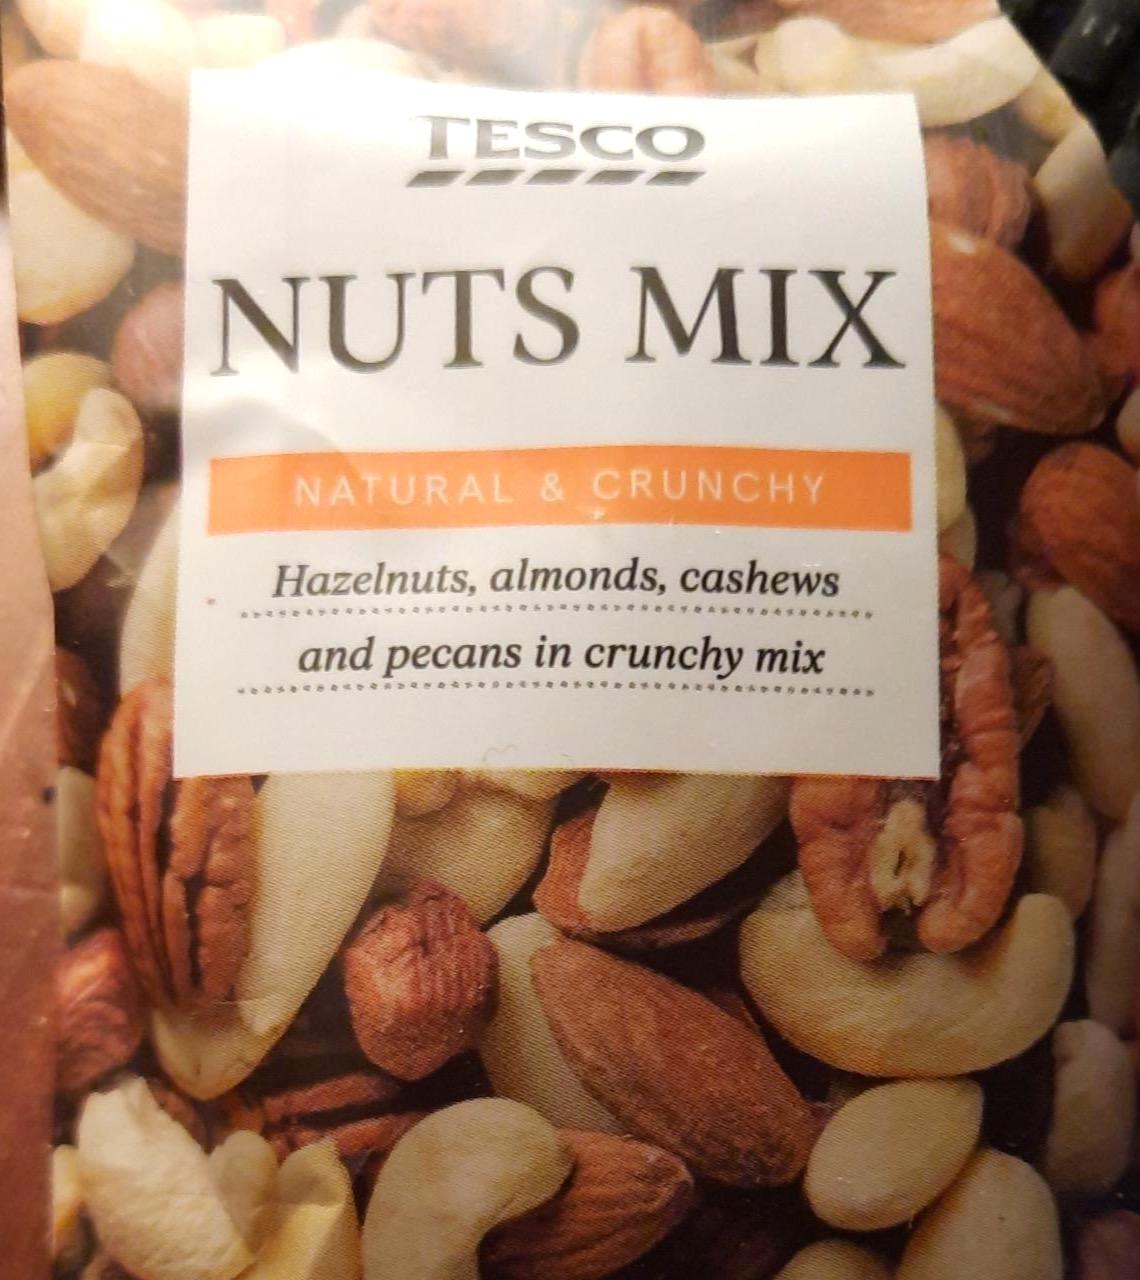 TESCO
NUTS MIX
NATURAL & CRUNCHY
Hazelnuts, almonds, cashews
and pecans in crunchy mix